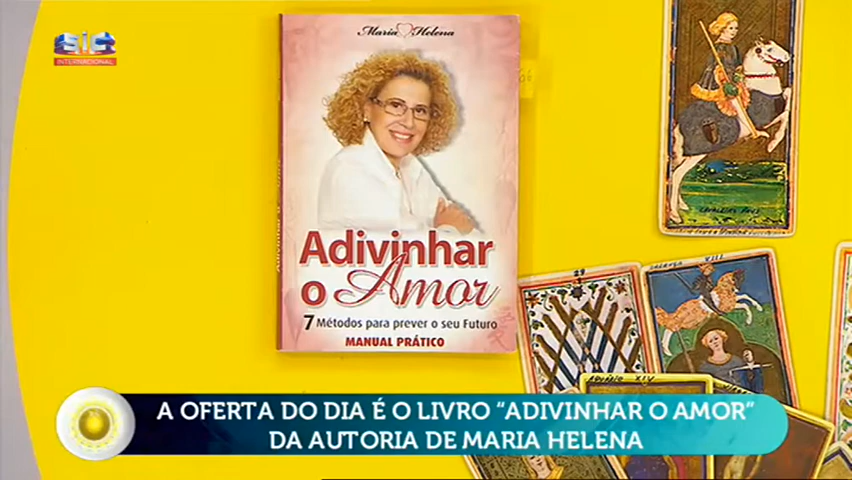 SIC
INTERNACIONAL
Maria Helena
Adivinhar
o Amor
7 Métodos para prever o seu Futuro
MANUAL PRÁTICO
A OFERTA DO DIA É O LIVRO “ADIVINHAR O AMOR”
DA AUTORIA DE MARIA HELENA